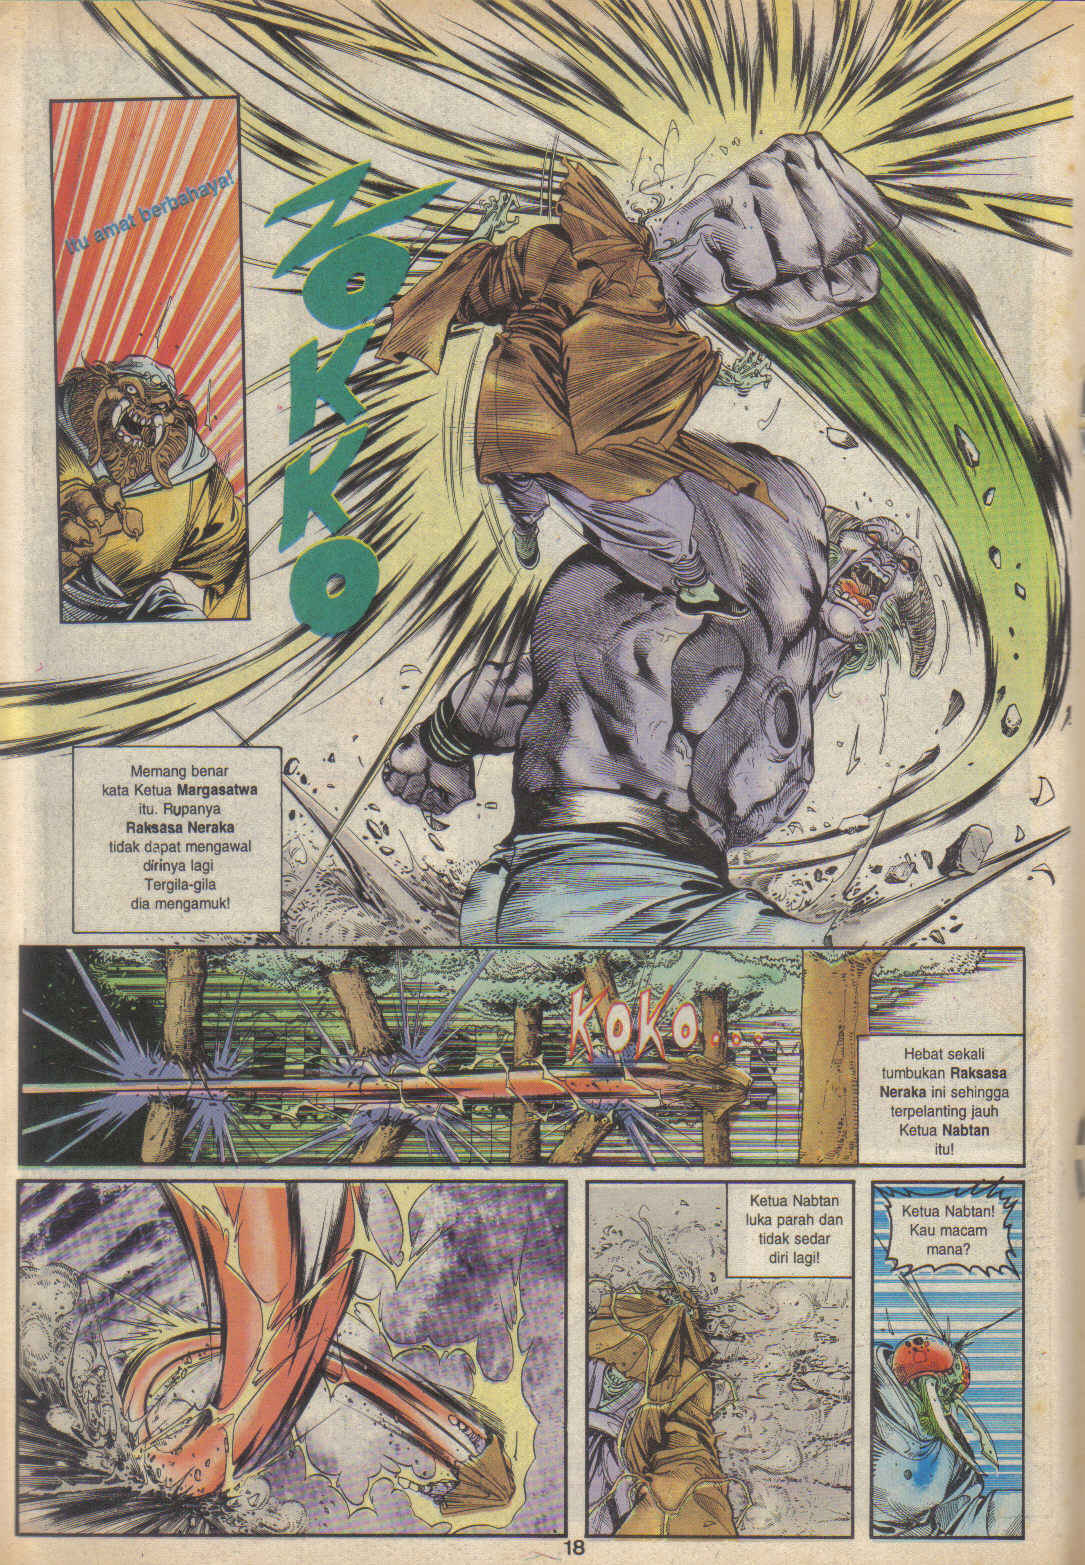 Itu amat berbahaya!
NOKKKO
Memang benar
kata Ketua Margasatwa
itu. Rupanya
Raksasa Neraka
tidak dapat mengawal
dirinya lagi
Tergila-gila
dia mengamuk!
KOKO...
Hebat sekali
tumbukan Raksasa
Neraka ini sehingga
terpelanting jauh
Ketua Nabtan
itu!
Ketua Nabtan
luka parah dan
tidak sedar
diri lagi!
Ketua Nabtan!
Kau macam
mana?
18